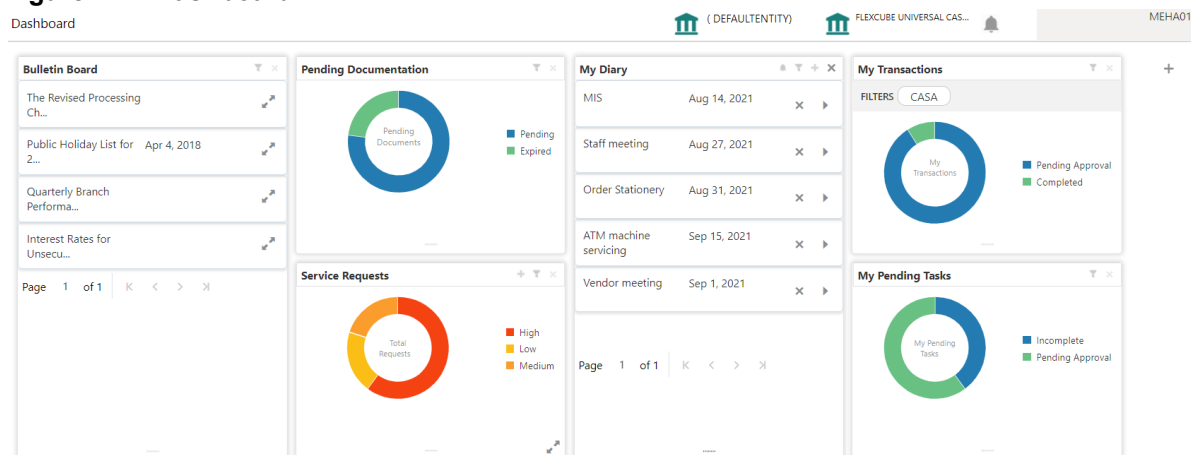 Dashboard
( DEFAULTENTITY)
FLEXCUBE UNIVERSAL CAS...
MEHA01
Bulletin Board
The Revised Processing
Ch...
Public Holiday List for
2...
Apr 4, 2018
Quarterly Branch
Performa...
Interest Rates for
Unsecu...
Page 1 of 1
Pending Documentation
Pending
Documents
Pending
Expired
Service Requests
Total
Requests
High
Low
Medium
My Diary
MIS Aug 14, 2021
Staff meeting Aug 27, 2021
Order Stationery Aug 31, 2021
ATM machine
servicing
Sep 15, 2021
Vendor meeting Sep 1, 2021
Page 1 of 1
My Transactions
FILTERS CASA
My
Transactions
Pending Approval
Completed
My Pending Tasks
My Pending
Tasks
Incomplete
Pending Approval